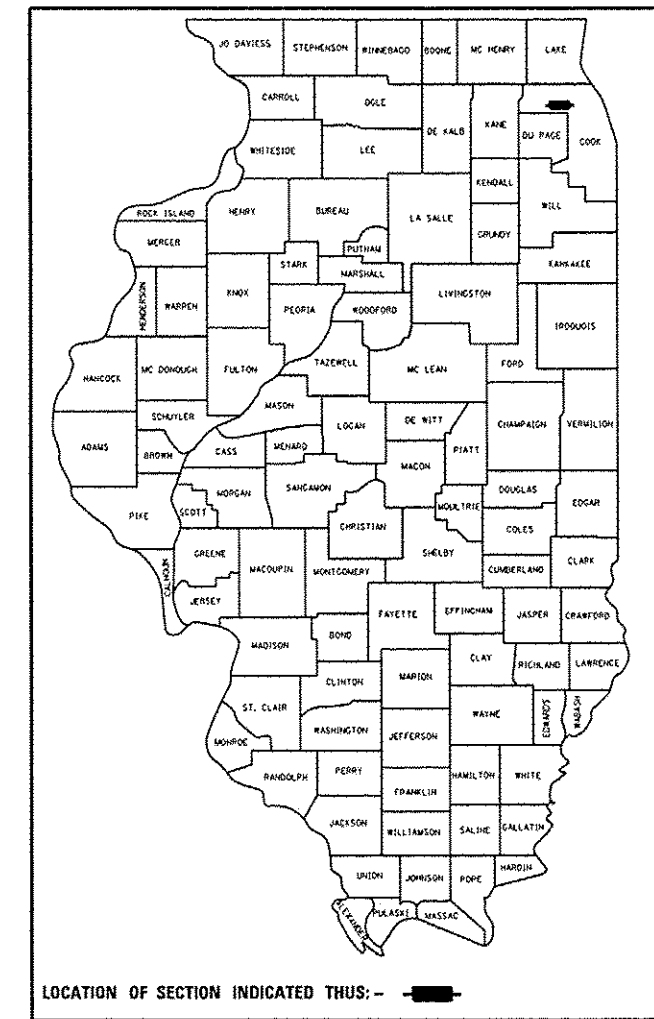 JO DAVIESS STEPHENSON WINNEBAGO BOONE MC HENRY LAKE
CARROLL OGLE DE KALB KANE DU PAGE COOK
WHITESIDE LEE
KENDALL WILL
ROCK ISLAND HENRY BUREAU LA SALLE
MERCER PUTNAM GRUNDY
STARK MARSHALL KANKAKEE
HENDERSON WARREN KNOX PEORIA WOODFORD LIVINGSTON IROQUOIS
HANCOCK MC DONOUGH FULTON TAZEWELL MC LEAN FORD
MASON
SCHUYLER LOGAN DE WITT CHAMPAIGN VERMILION
ADAMS BROWN CASS MENARD MACON PIATT
MORGAN SANGAMON DOUGLAS EDGAR
PIKE SCOTT CHRISTIAN MOULTRIE COLES
GREENE MACOUPIN MONTGOMERY SHELBY CUMBERLAND CLARK
CALHOUN JERSEY
FAYETTE EFFINGHAM JASPER CRAWFORD
MADISON BOND
CLAY RICHLAND LAWRENCE
CLINTON MARION
ST. CLAIR WAYNE EDWARDS WABASH
WASHINGTON JEFFERSON
MONROE
RANDOLPH PERRY HAMILTON WHITE
FRANKLIN
JACKSON WILLIAMSON SALINE GALLATIN
UNION JOHNSON POPE HARDIN
ALEXANDER PULASKI MASSAC
LOCATION OF SECTION INDICATED THUS: -